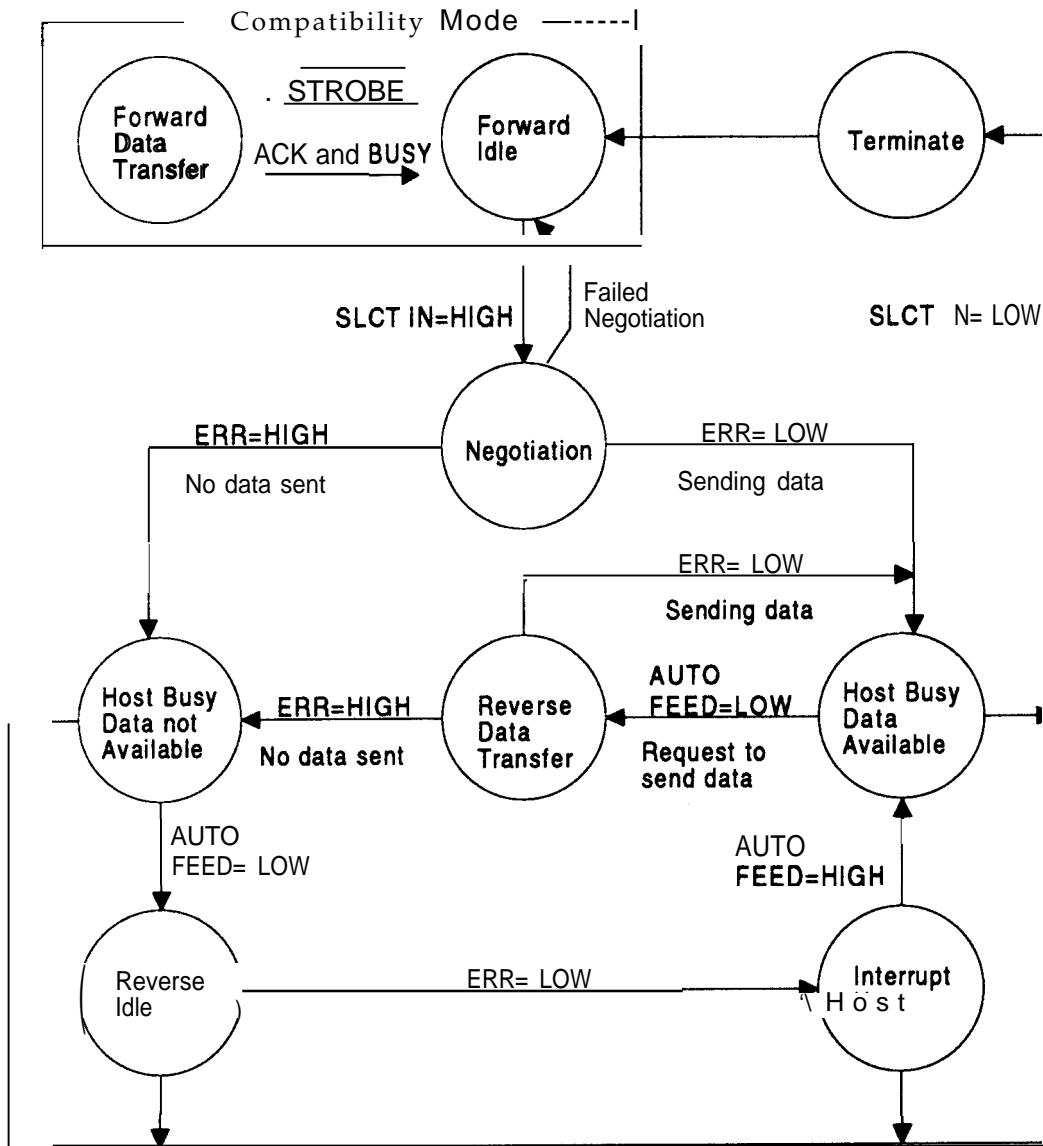 Compatibility Mode —-----I
Forward
Data
Transfer
. STROBE
ACK and BUSY
Forward
Idle
Terminate
SLCT IN=HIGH
Failed
Negotiation
SLCT N= LOW
ERR=HIGH
No data sent
Negotiation
ERR= LOW
Sending data
ERR= LOW
Sending data
Host Busy
Data not
Available
ERR=HIGH
No data sent
Reverse
Data
Transfer
AUTO
FEED=LOW
Request to
send data
Host Busy
Data
Available
AUTO
FEED= LOW
AUTO
FEED=HIGH
Reverse
Idle
ERR= LOW
Interrupt
Höst